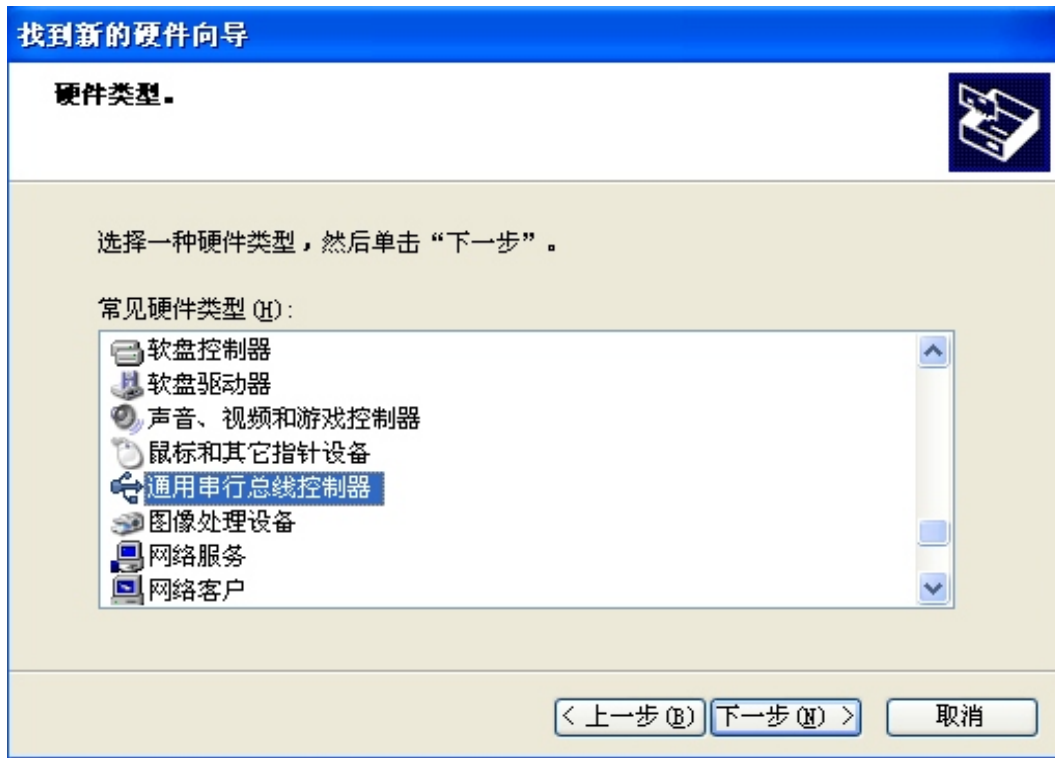 找到新的硬件向导
硬件类型。
选择一种硬件类型，然后单击“下一步”。
常见硬件类型(H):
软盘控制器
软盘驱动器
声音、视频和游戏控制器
鼠标和其它指针设备
通用串行总线控制器
图像处理设备
网络服务
网络客户
< 上一步(B) 下一步(N) > 取消